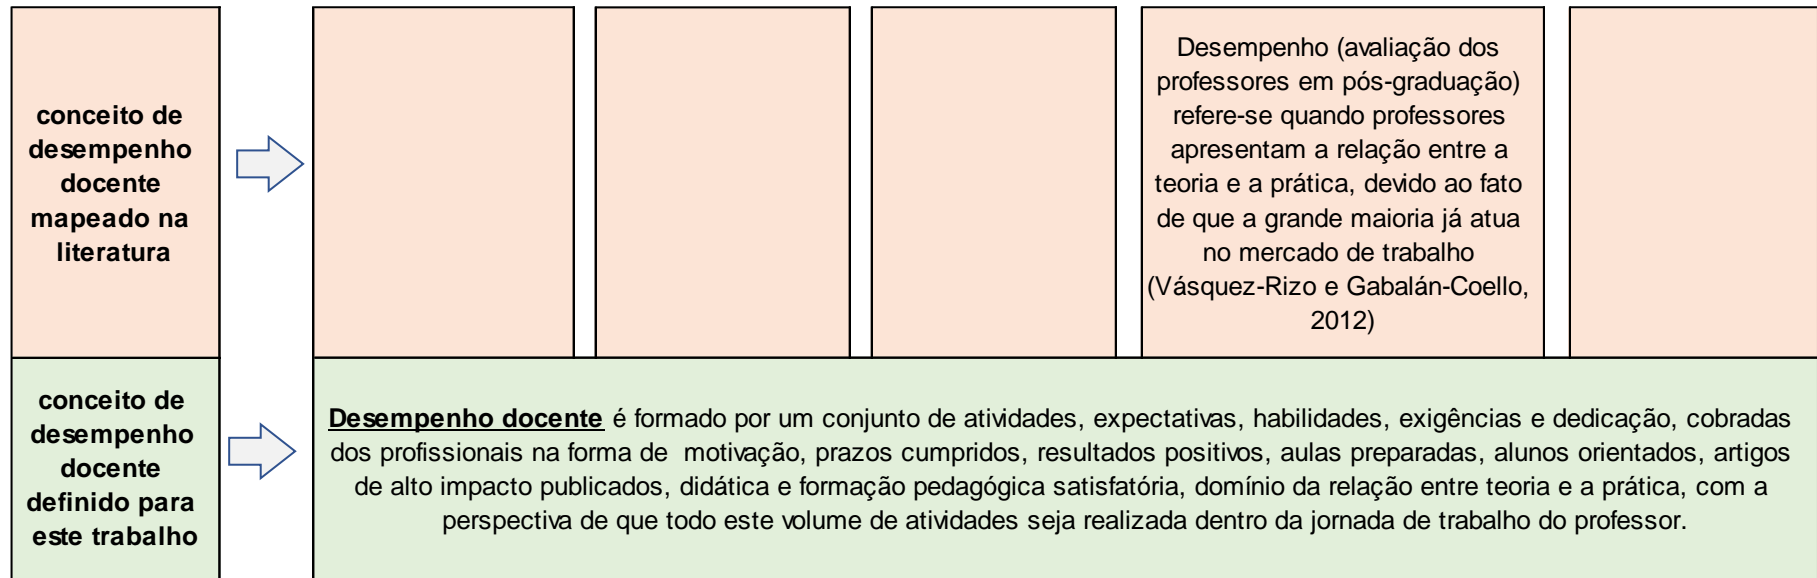 conceito de
desempenho
docente
mapeado na
literatura
Desempenho (avaliação dos
professores em pós-graduação)
refere-se quando professores
apresentam a relação entre a
teoria e a prática, devido ao fato
de que a grande maioria já atua
no mercado de trabalho
(Vásquez-Rizo e Gabalán-Coello,
2012)
conceito de
desempenho
docente
definido para
este trabalho
Desempenho docente é formado por um conjunto de atividades, expectativas, habilidades, exigências e dedicação, cobradas
dos profissionais na forma de motivação, prazos cumpridos, resultados positivos, aulas preparadas, alunos orientados, artigos
de alto impacto publicados, didática e formação pedagógica satisfatória, domínio da relação entre teoria e a prática, com a
perspectiva de que todo este volume de atividades seja realizada dentro da jornada de trabalho do professor.